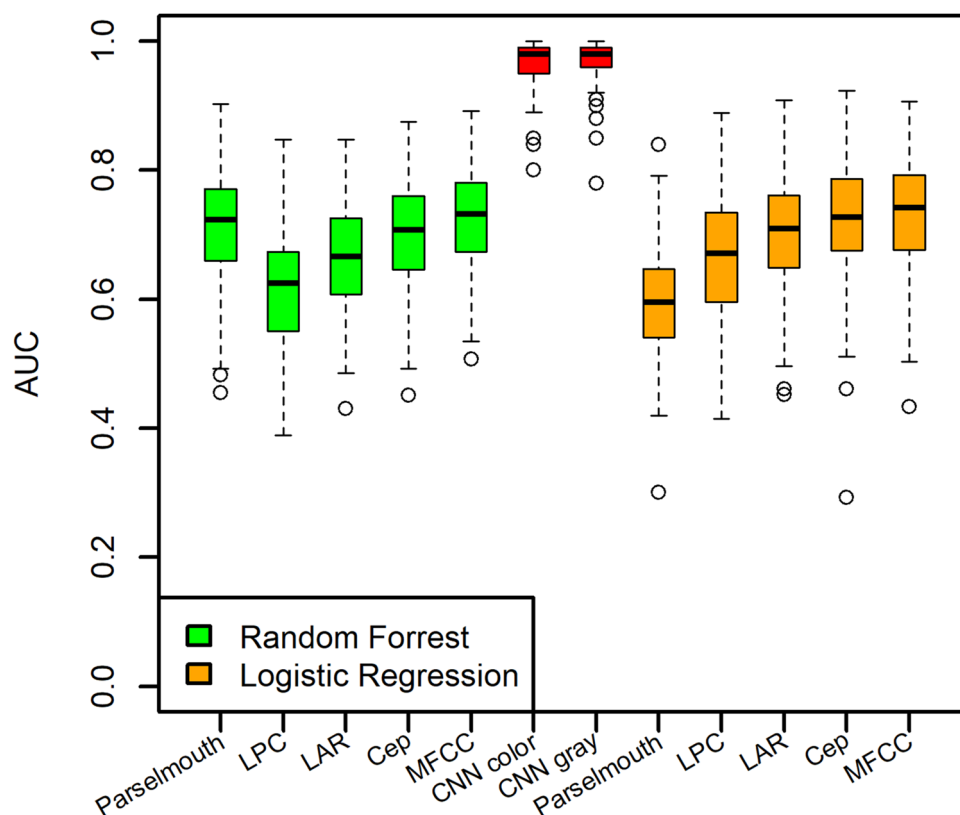 AUC
1.0
0.8
0.6
0.4
0.2
0.0
Random Forrest
Logistic Regression
Parselmouth
LPC
LAR
Cep
MFCC
CNN color
CNN gray
Parselmouth
LPC
LAR
Cep
MFCC